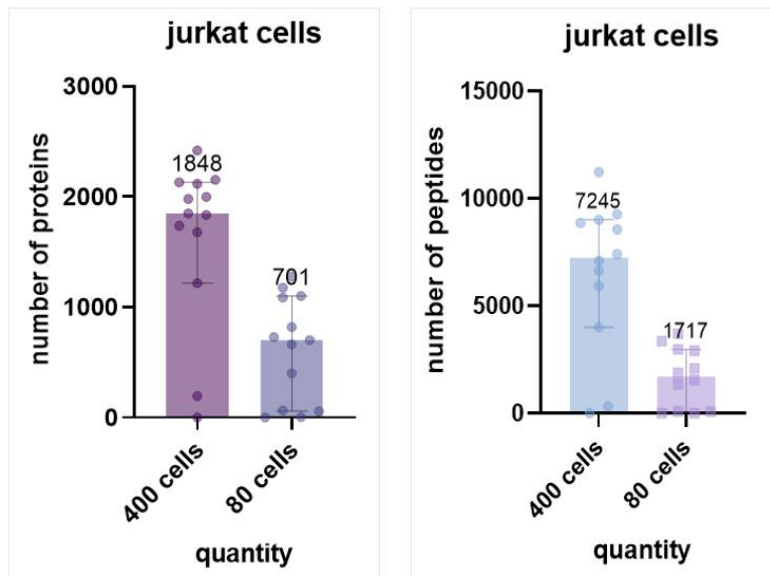 jurkat cells
number of proteins
3000
2000
1000
0
1848
701
400 cells
80 cells
quantity
jurkat cells
number of peptides
15000
10000
5000
0
7245
1717
400 cells
80 cells
quantity